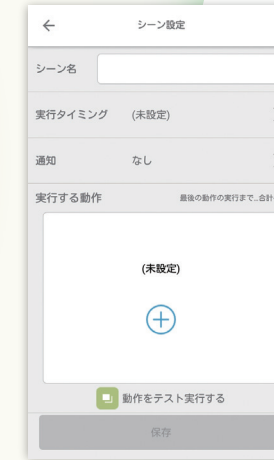 シーン設定
シーン名
実行タイミング (未設定)
通知 なし
実行する動作 最後の動作の実行まで...合計
(未設定)
動作をテスト実行する
保存